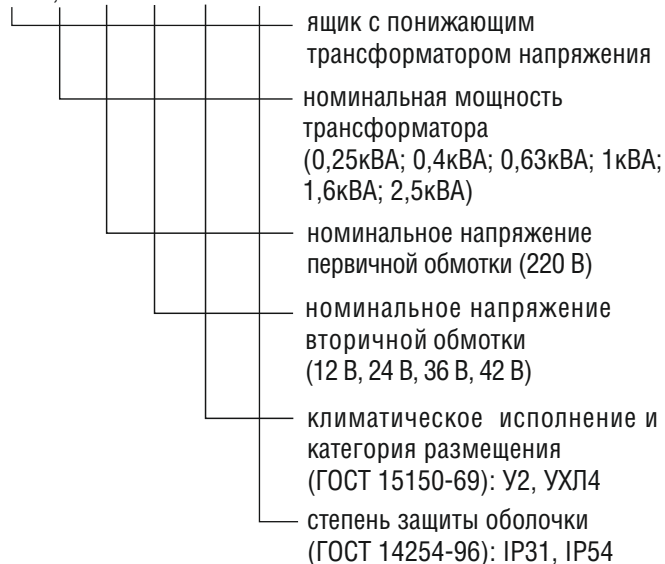 ящик с понижающим
трансформатором напряжения
номинальная мощность
трансформатора
(0,25кВА; 0,4кВА; 0,63кВА; 1кВА;
1,6кВА; 2,5кВА)
номинальное напряжение
первичной обмотки (220 В)
номинальное напряжение
вторичной обмотки
(12 В, 24 В, 36 В, 42 В)
климатическое исполнение и
категория размещения
(ГОСТ 15150-69): У2, УХЛ4
степень защиты оболочки
(ГОСТ 14254-96): IP31, IP54